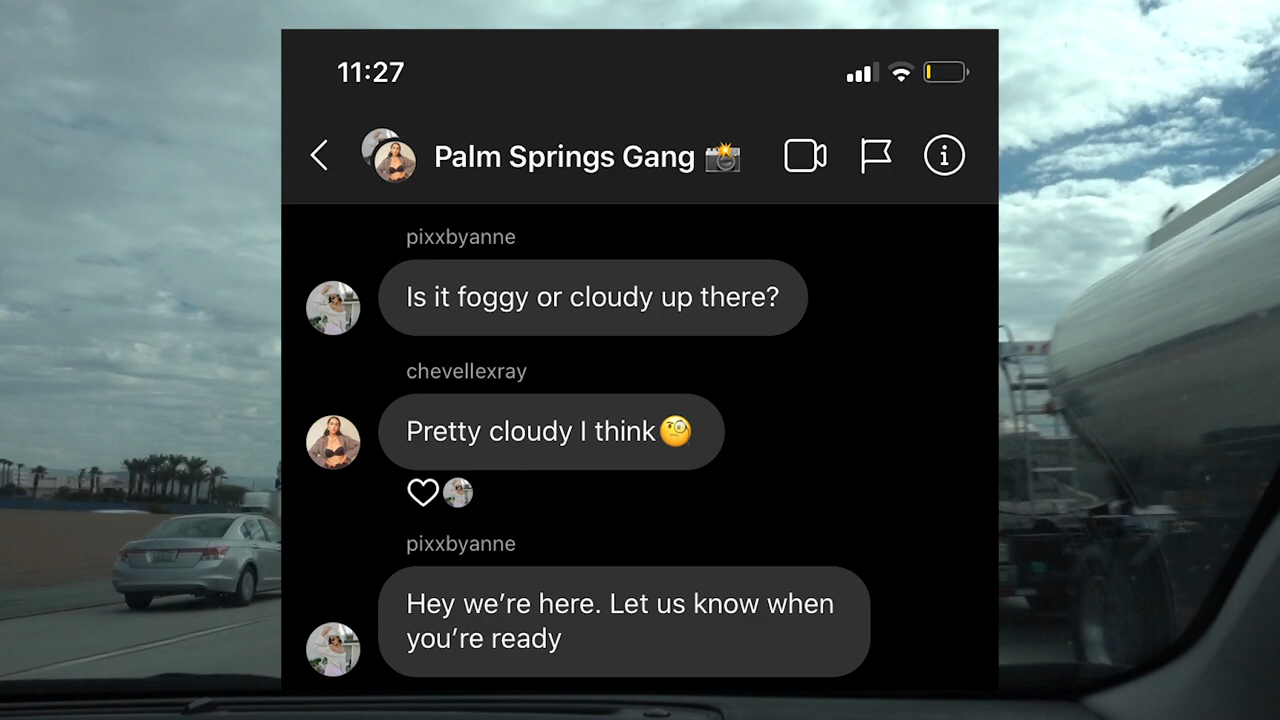 11:27
Palm Springs Gang 📸
pixxbyanne
Is it foggy or cloudy up there?
chevellexray
Pretty cloudy I think🧐
pixxbyanne
Hey we’re here. Let us know when
you’re ready